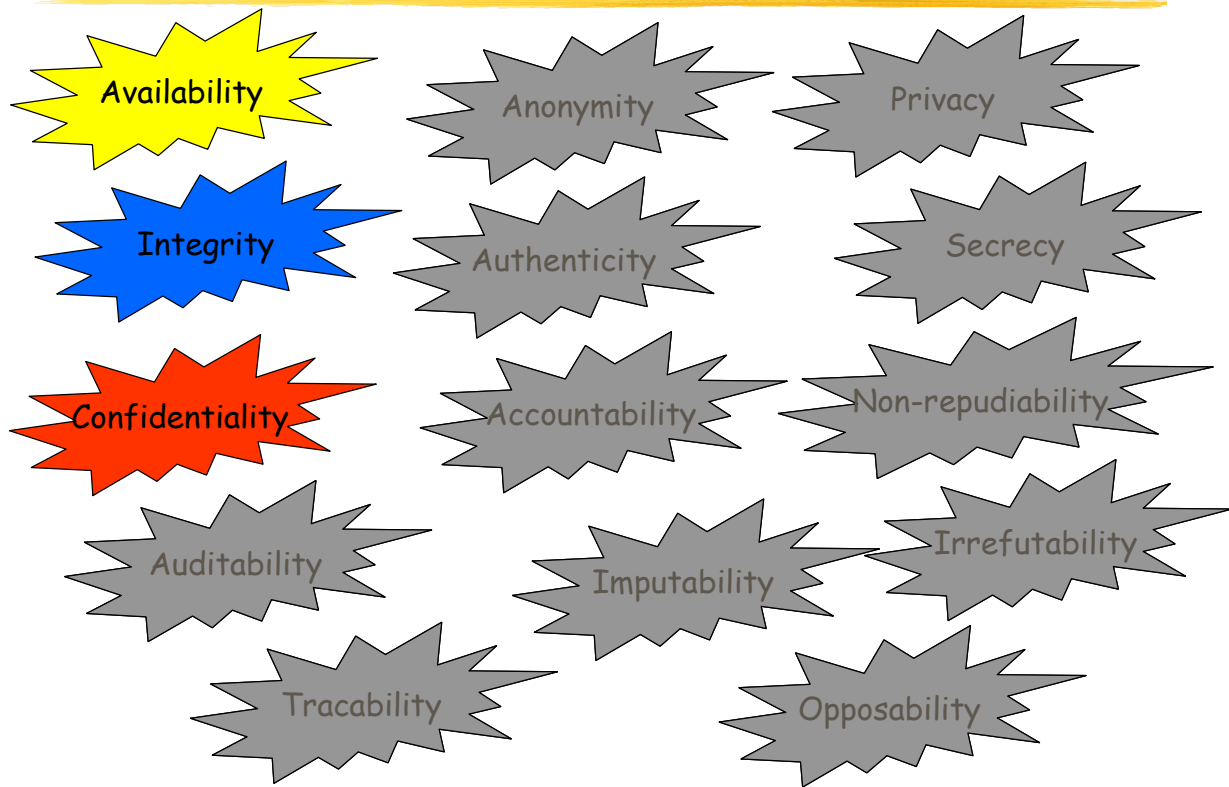 Availability
Anonymity
Privacy
Integrity
Authenticity
Secrecy
Confidentiality
Accountability
Non-repudiability
Auditability
Imputability
Irrefutability
Tracability
Opposability